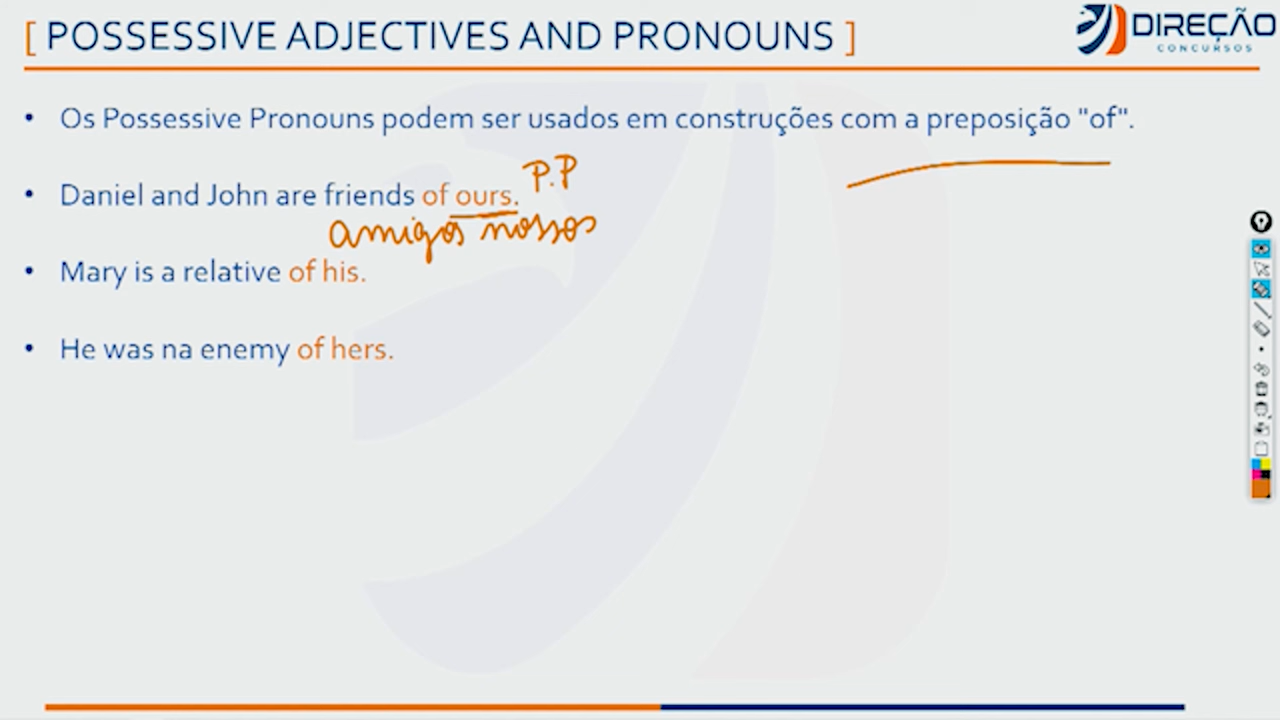 [ POSSESSIVE ADJECTIVES AND PRONOUNS ]
DIREÇÃO
CONCURSOS
• Os Possessive Pronouns podem ser usados em construções com a preposição "of".
P.P
• Daniel and John are friends of ours.
amigos nossos
• Mary is a relative of his.
• He was na enemy of hers.